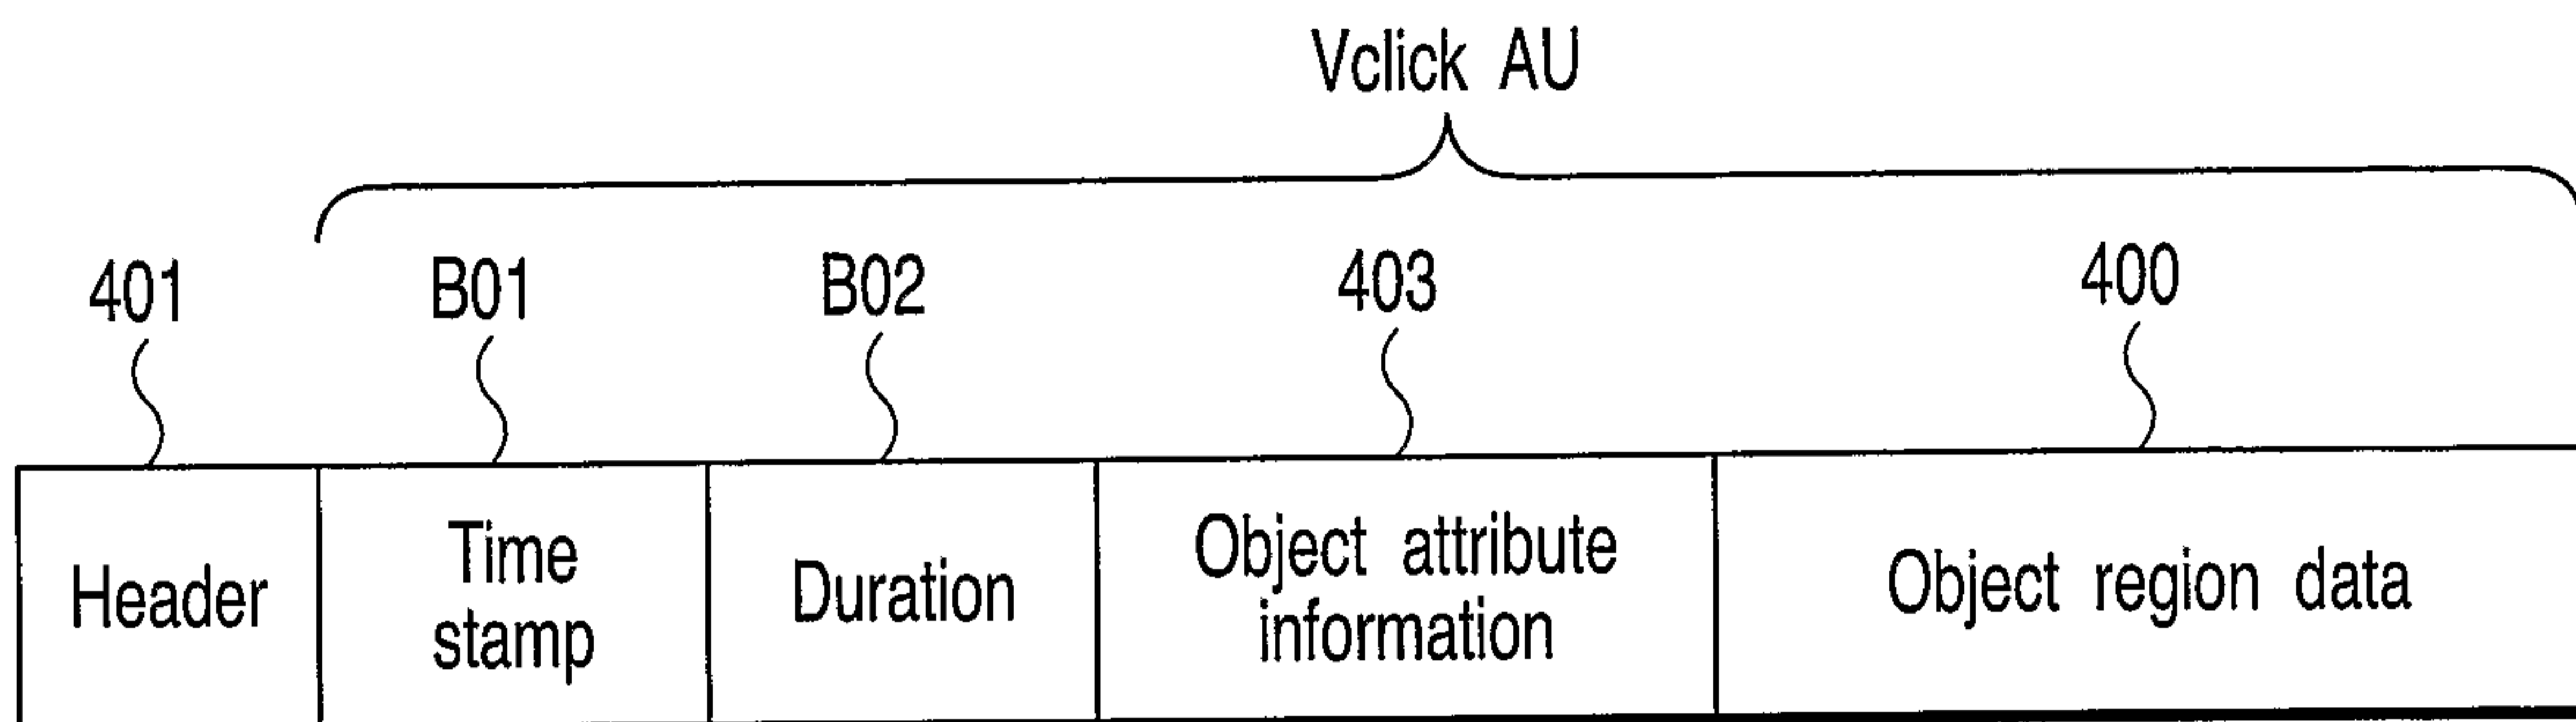 Vclick AU
401 B01 B02 403 400
Header
Time
stamp
Duration
Object attribute
information
Object region data